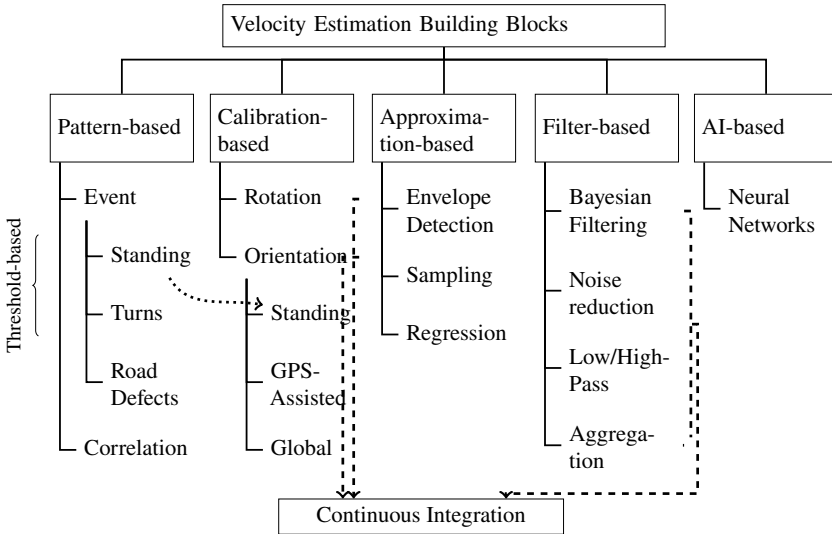 Velocity Estimation Building Blocks
Pattern-based
Event
Threshold-based
Standing
Turns
Road
Defects
Correlation
Calibration-
based
Rotation
Orientation
Standing
GPS-
Assisted
Global
Approxima-
tion-based
Envelope
Detection
Sampling
Regression
Filter-based
Bayesian
Filtering
Noise
reduction
Low/High-
Pass
Aggrega-
tion
AI-based
Neural
Networks
Continuous Integration